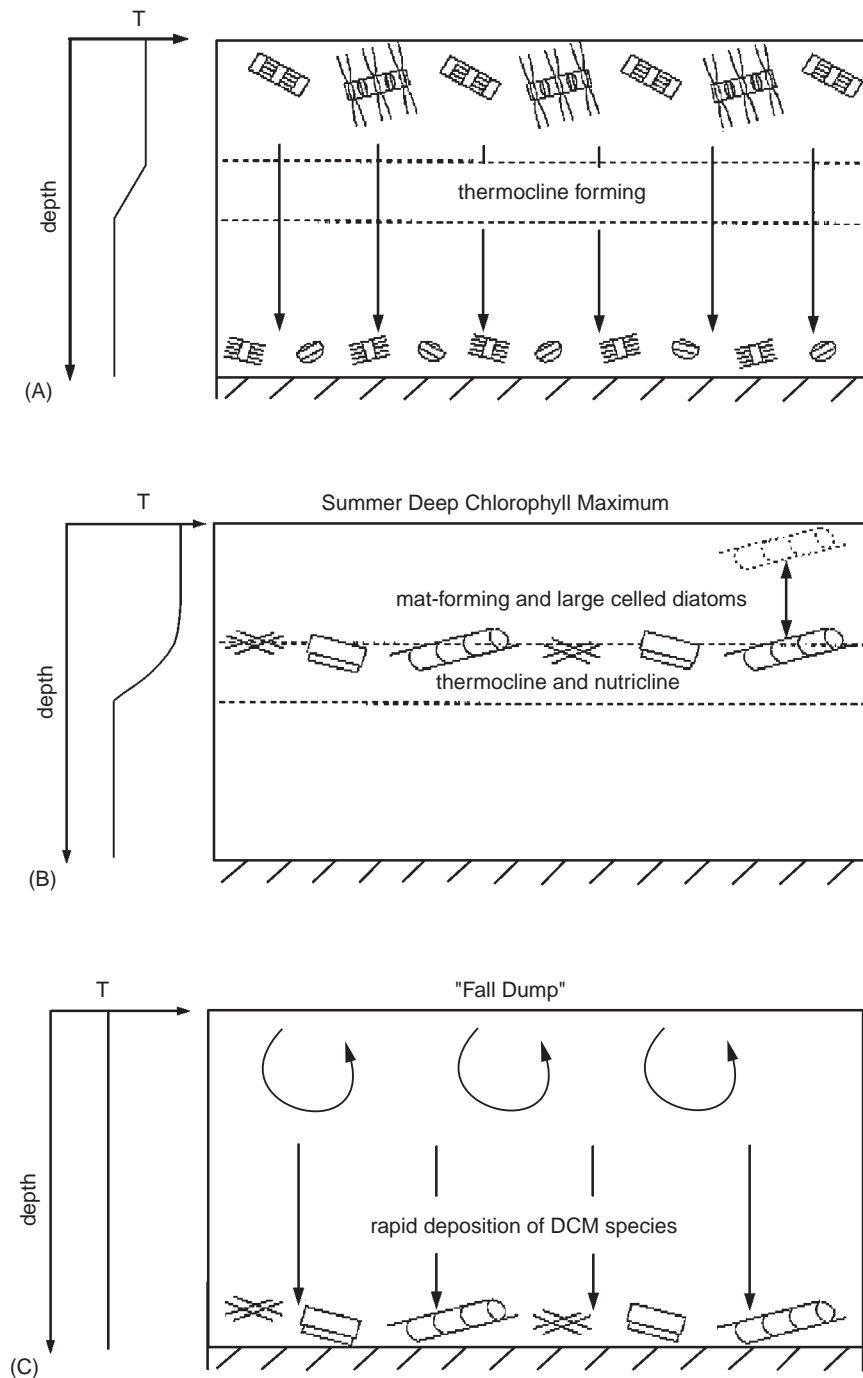 T
depth
thermocline forming
(A)
T
Summer Deep Chlorophyll Maximum
depth
mat-forming and large celled diatoms
thermocline and nutricline
(B)
T
"Fall Dump"
depth
rapid deposition of DCM species
(C)